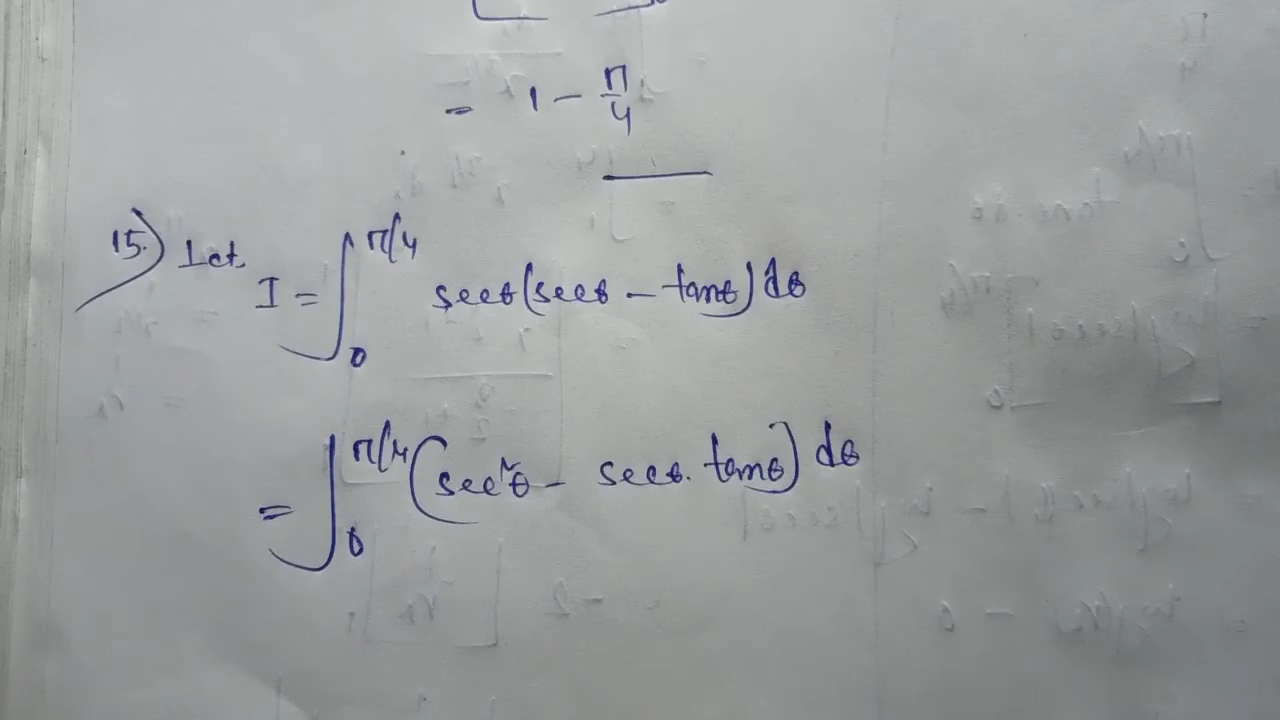 = 1 - π/4
15.) Let
I = ∫₀^π/4 secθ(secθ - tanθ) dθ
= ∫₀^π/4 (sec²θ - secθ. tanθ) dθ